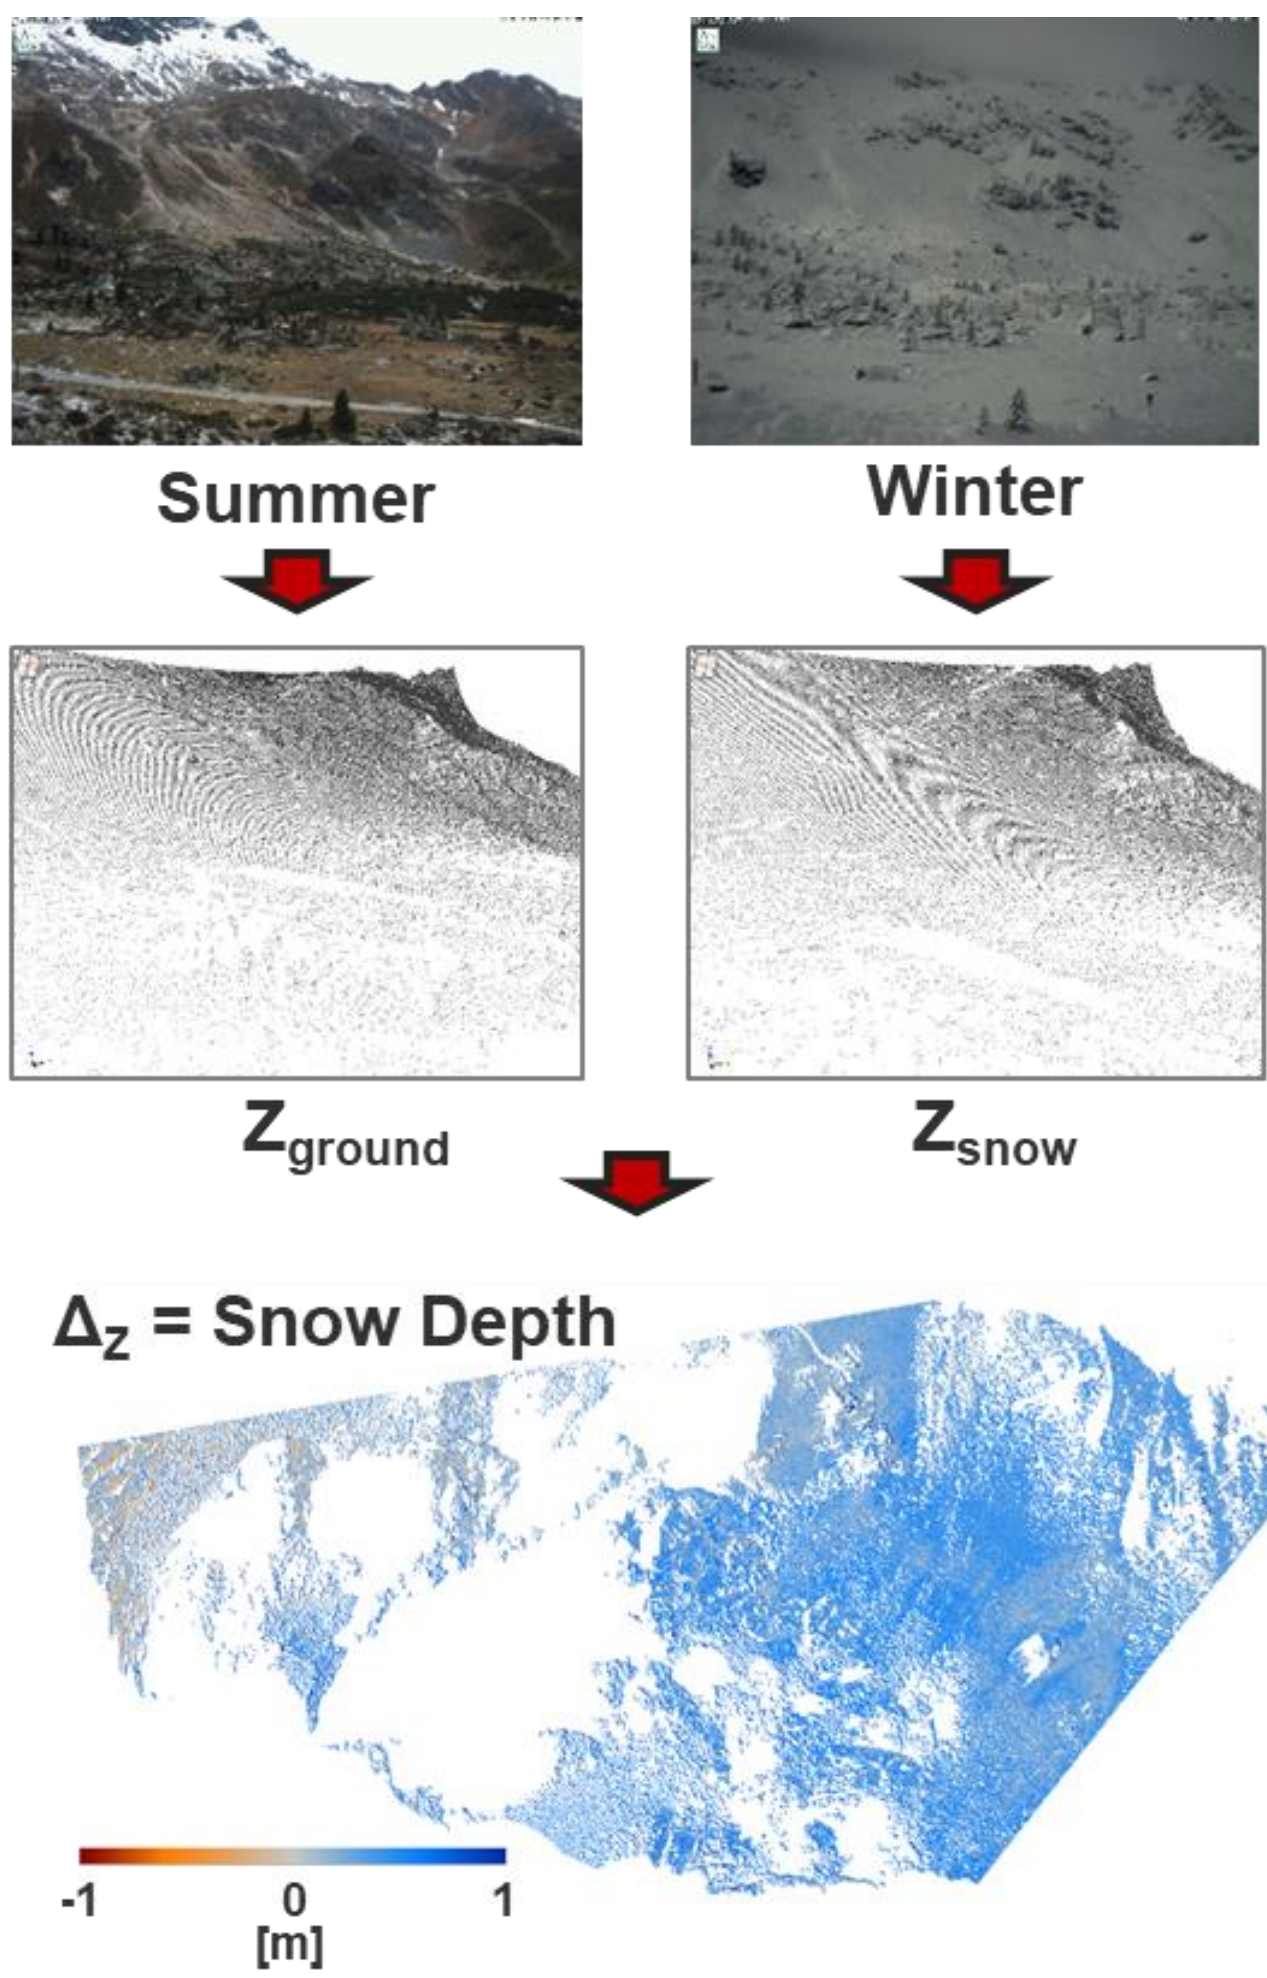 Summer
Winter
Zground
Zsnow
ΔZ = Snow Depth
-1 0 1
[m]